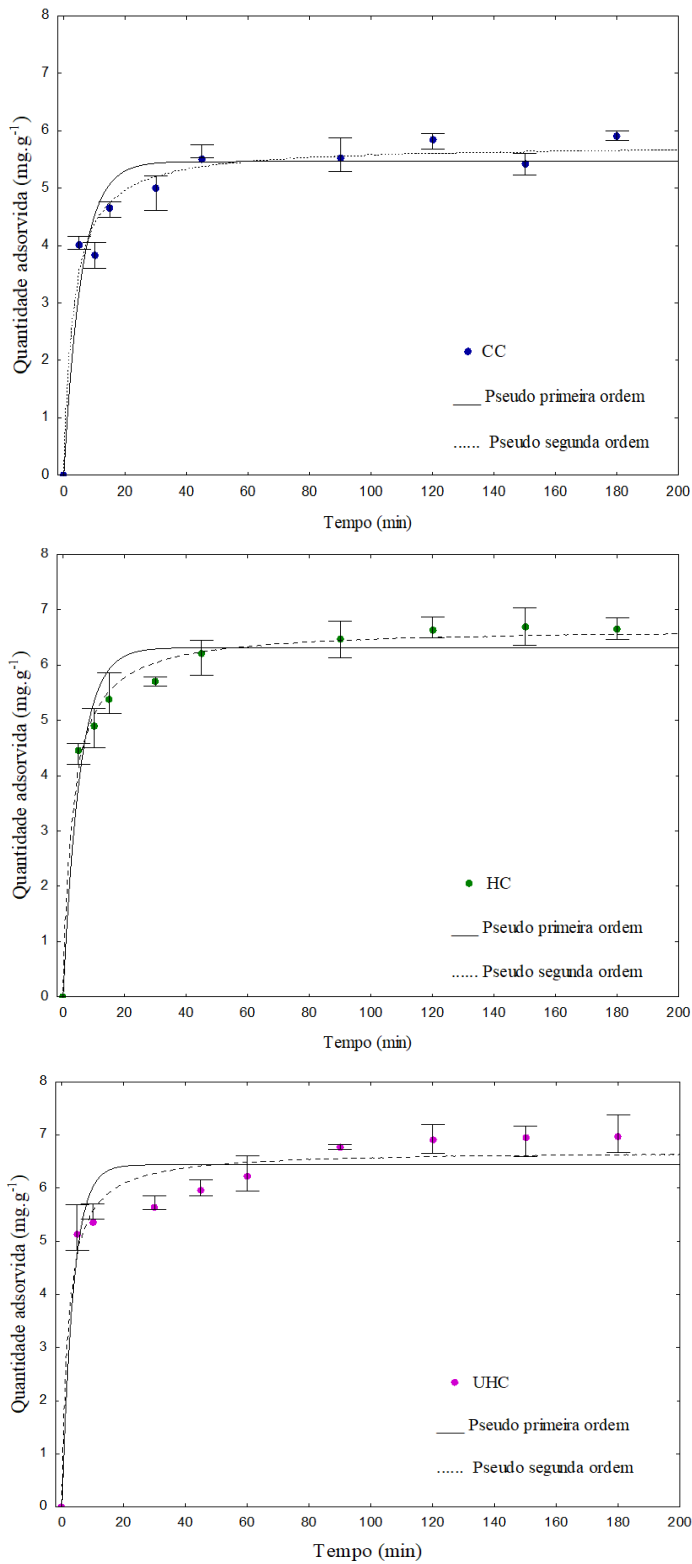 8
7
6
5
4
3
2
1
0
Quantidade adsorvida (mg.g-1)
CC
Pseudo primeira ordem
...... Pseudo segunda ordem
0 20 40 60 80 100 120 140 160 180 200
Tempo (min)
8
7
6
5
4
3
2
1
0
Quantidade adsorvida (mg.g-1)
HC
Pseudo primeira ordem
...... Pseudo segunda ordem
0 20 40 60 80 100 120 140 160 180 200
Tempo (min)
8
7
6
5
4
3
2
1
0
Quantidade adsorvida (mg.g-1)
UHC
Pseudo primeira ordem
...... Pseudo segunda ordem
0 20 40 60 80 100 120 140 160 180 200
Tempo (min)